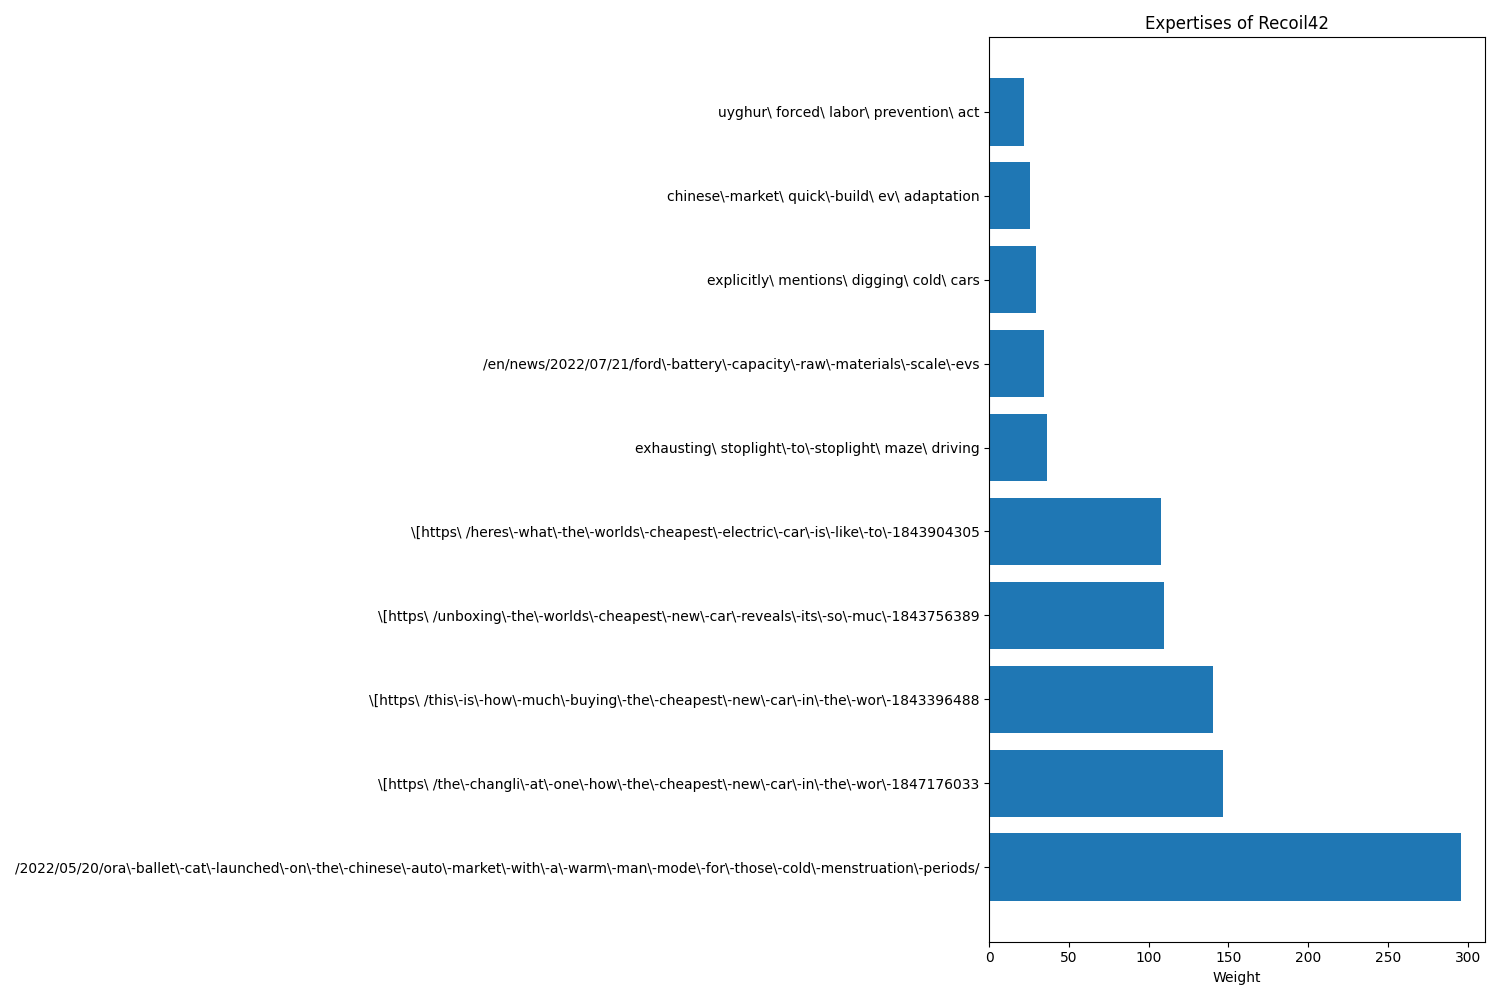 Expertises of Recoil42
uyghur\ forced\ labor\ prevention\ act
chinese\-market\ quick\-build\ ev\ adaptation
explicitly\ mentions\ digging\ cold\ cars
/en/news/2022/07/21/ford\-battery\-capacity\-raw\-materials\-scale\-evs
exhausting\ stoplight\-to\-stoplight\ maze\ driving
\[https\ /heres\-what\-the\-worlds\-cheapest\-electric\-car\-is\-like\-to\-1843904305
\[https\ /unboxing\-the\-worlds\-cheapest\-new\-car\-reveals\-its\-so\-muc\-1843756389
\[https\ /this\-is\-how\-much\-buying\-the\-cheapest\-new\-car\-in\-the\-wor\-1843396488
\[https\ /the\-changli\-at\-one\-how\-the\-cheapest\-new\-car\-in\-the\-wor\-1847176033
/2022/05/20/ora\-ballet\-cat\-launched\-on\-the\-chinese\-auto\-market\-with\-a\-warm\-man\-mode\-for\-those\-cold\-menstruation\-periods/
0 50 100 150 200 250 300
Weight